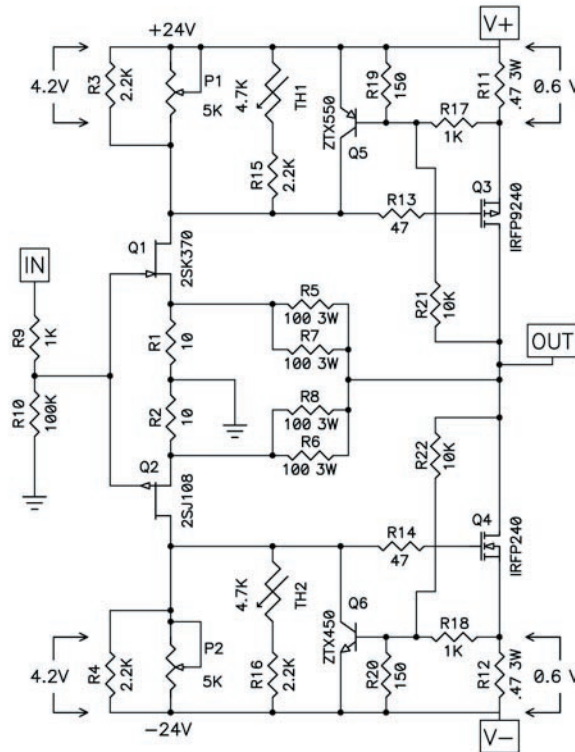 +24V
V+
4.2V
R3
2.2K
P1
5K
4.7K
TH1
R15
2.2K
ZTX550
Q5
R19
150
R17
1K
R11
.47 3W
0.6 V
R13
47
Q3
IRFP9240
Q1
2SK370
IN
R9
1K
R10
100K
R5
100 3W
R7
100 3W
R1
10
R2
10
R8
100 3W
R6
100 3W
R21
10K
OUT
R22
10K
Q2
2SJ108
R14
47
Q4
IRFP240
4.7K
TH2
R16
2.2K
ZTX450
Q6
R20
150
R18
1K
R12
.47 3W
0.6 V
4.2V
R4
2.2K
P2
5K
-24V
V-